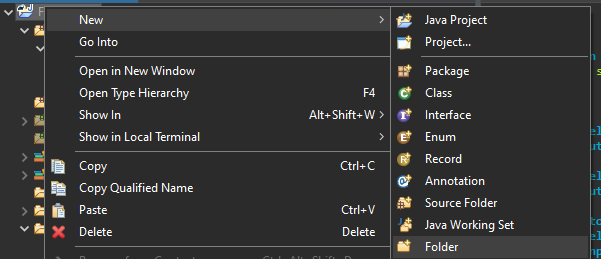 New
Go Into
Open in New Window
Open Type Hierarchy F4
Show In Alt+Shift+W
Show in Local Terminal
Copy Ctrl+C
Copy Qualified Name
Paste Ctrl+V
Delete Delete
Java Project
Project...
Package
Class
Interface
Enum
Record
Annotation
Source Folder
Java Working Set
Folder